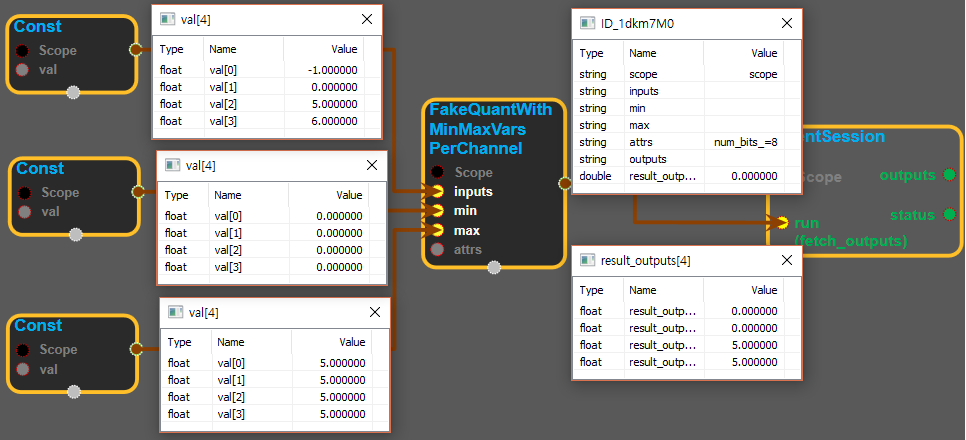 Const
Scope
val
val[4]
Type Name Value
float val[0] -1.000000
float val[1] 0.000000
float val[2] 5.000000
float val[3] 6.000000
Const
Scope
val
val[4]
Type Name Value
float val[0] 0.000000
float val[1] 0.000000
float val[2] 0.000000
float val[3] 0.000000
Const
Scope
val
val[4]
Type Name Value
float val[0] 5.000000
float val[1] 5.000000
float val[2] 5.000000
float val[3] 5.000000
FakeQuantWith
MinMaxVars
PerChannel
Scope
inputs
min
max
attrs
ID_1dkm7M0
Type Name Value
string scope scope
string inputs
string min
string max
string attrs num_bits_=8
string outputs
double result_outp... 0.000000
entSession
Scope
outputs
status
run
(fetch_outputs)
result_outputs[4]
Type Name Value
float result_outp... 0.000000
float result_outp... 0.000000
float result_outp... 5.000000
float result_outp... 5.000000